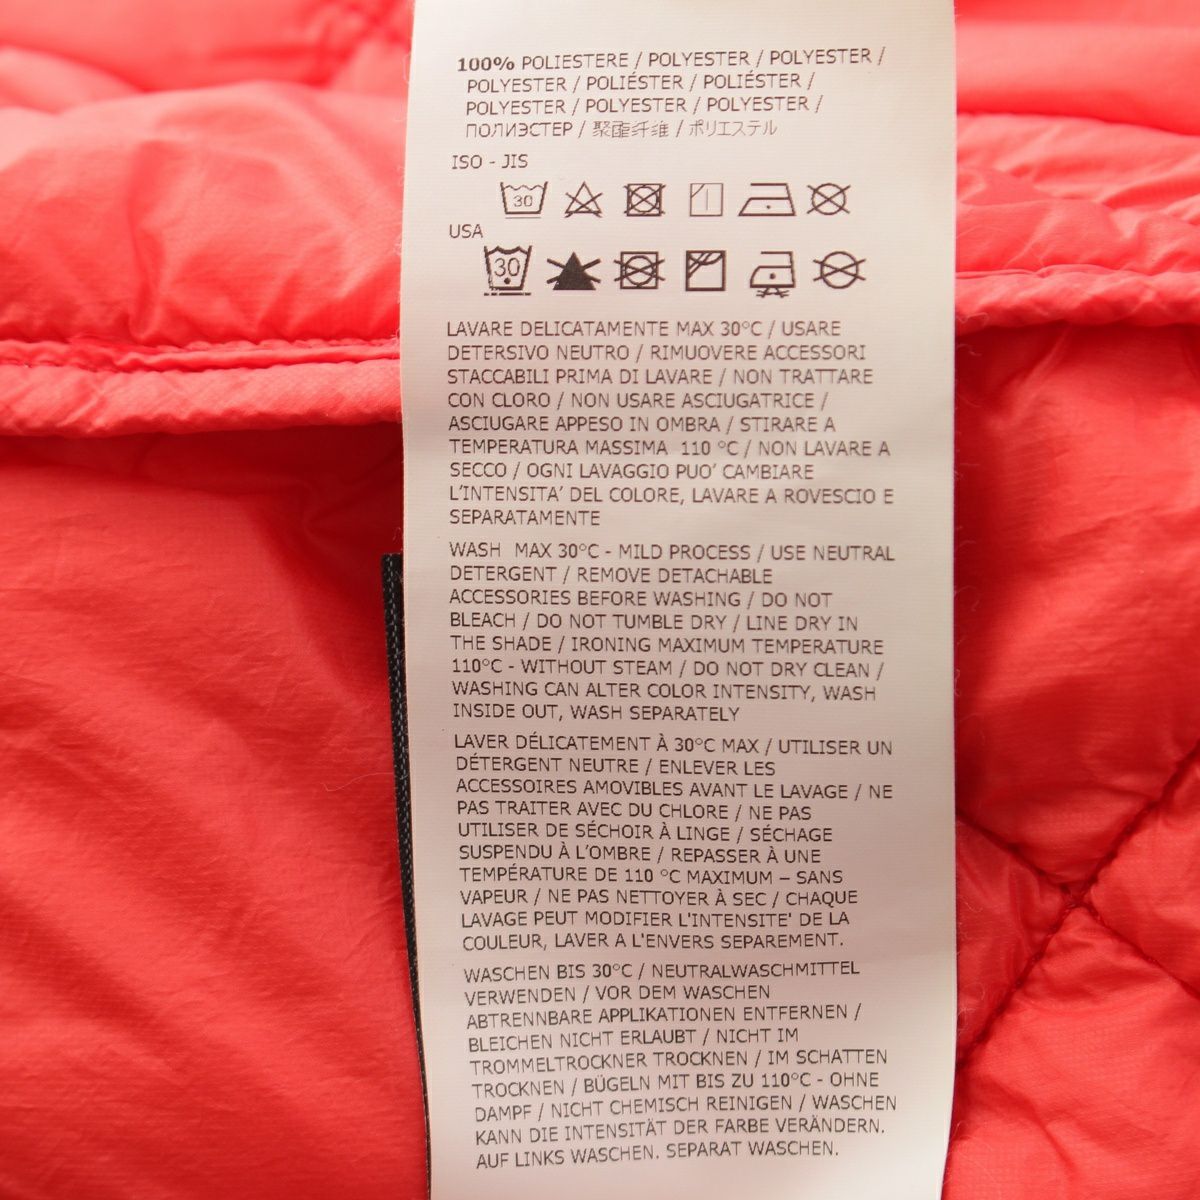 100% POLIESTERE / POLYESTER / POLYESTER /
POLYESTER / POLIÉSTER / POLIÉSTER /
POLYESTER / POLYESTER / POLYESTER /
ПОЛИЭСТЕР / 聚酯纤维 / ポリエステル
ISO - JIS
30
USA
30
LAVARE DELICATAMENTE MAX 30°C / USARE
DETERSIVO NEUTRO / RIMUOVERE ACCESSORI
STACCABILI PRIMA DI LAVARE / NON TRATTARE
CON CLORO / NON USARE ASCIUGATRICE /
ASCIUGARE APPESO IN OMBRA / STIRARE A
TEMPERATURA MASSIMA 110 °C / NON LAVARE A
SECCO / OGNI LAVAGGIO PUO' CAMBIARE
L'INTENSITA' DEL COLORE, LAVARE A ROVESCIO E
SEPARATAMENTE
WASH MAX 30°C - MILD PROCESS / USE NEUTRAL
DETERGENT / REMOVE DETACHABLE
ACCESSORIES BEFORE WASHING / DO NOT
BLEACH / DO NOT TUMBLE DRY / LINE DRY IN
THE SHADE / IRONING MAXIMUM TEMPERATURE
110°C - WITHOUT STEAM / DO NOT DRY CLEAN /
WASHING CAN ALTER COLOR INTENSITY, WASH
INSIDE OUT, WASH SEPARATELY
LAVER DÉLICATEMENT À 30°C MAX / UTILISER UN
DÉTERGENT NEUTRE / ENLEVER LES
ACCESSOIRES AMOVIBLES AVANT LE LAVAGE / NE
PAS TRAITER AVEC DU CHLORE / NE PAS
UTILISER DE SÉCHOIR À LINGE / SÉCHAGE
SUSPENDU À L'OMBRE / REPASSER À UNE
TEMPÉRATURE DE 110 °C MAXIMUM – SANS
VAPEUR / NE PAS NETTOYER À SEC / CHAQUE
LAVAGE PEUT MODIFIER L'INTENSITE' DE LA
COULEUR, LAVER A L'ENVERS SEPAREMENT.
WASCHEN BIS 30°C / NEUTRALWASCHMITTEL
VERWENDEN / VOR DEM WASCHEN
ABTRENNBARE APPLIKATIONEN ENTFERNEN /
BLEICHEN NICHT ERLAUBT / NICHT IM
TROMMELTROCKNER TROCKNEN / IM SCHATTEN
TROCKNEN / BÜGELN MIT BIS ZU 110°C - OHNE
DAMPF / NICHT CHEMISCH REINIGEN / WASCHEN
KANN DIE INTENSITÄT DER FARBE VERÄNDERN.
AUF LINKS WASCHEN. SEPARAT WASCHEN.